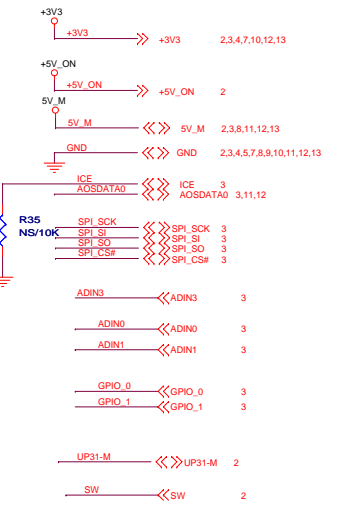 +3V3
+3V3 +3V3 2,3,4,7,10,12,13
+5V_ON
+5V_ON +5V_ON 2
5V_M
5V_M 5V_M 2,3,8,11,12,13
GND GND 2,3,4,5,7,8,9,10,11,12,13
ICE ICE 3
AOSDATA0 AOSDATA0 3,11,12
R35
NS/10K
SPI_SCK SPI_SCK 3
SPI_SI SPI_SI 3
SPI_SO SPI_SO 3
SPI_CS# SPI_CS# 3
ADIN3 ADIN3 3
ADIN0 ADIN0 3
ADIN1 ADIN1 3
GPIO_0 GPIO_0 3
GPIO_1 GPIO_1 3
UP31-M UP31-M 2
SW SW 2